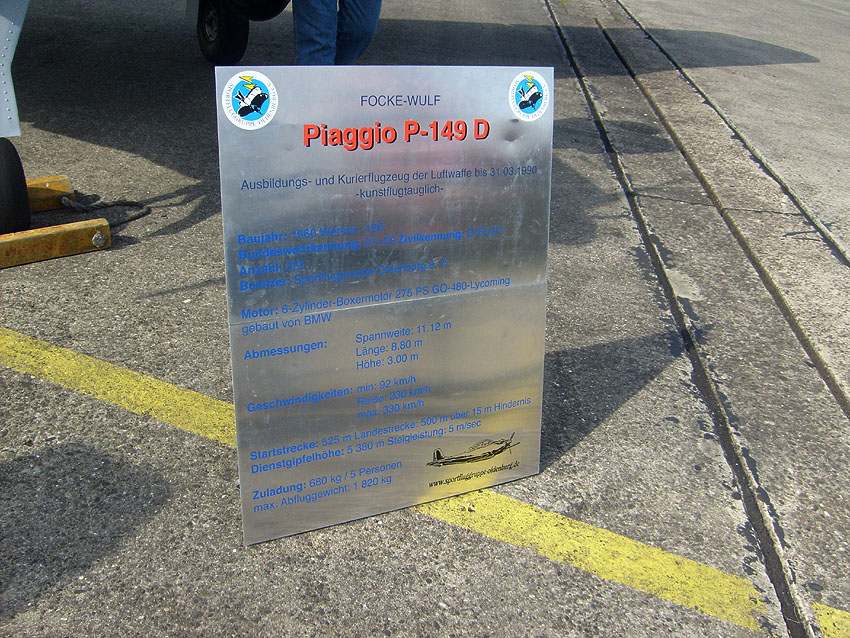 FOCKE-WULF
Piaggio P-149 D
Ausbildungs- und Kurierflugzeug der Luftwaffe bis 31.03.1990
-kunstflugtauglich-
Baujahr: 1960
Bundeswehrkennung: Zivilkennung:
Anzahl:
Besitzer: Sportfluggruppe Oldenburg e. V.
Motor: 6-Zylinder-Boxermotor 275 PS GO-480-Lycoming
gebaut von BMW
Abmessungen: Spannweite: 11.12 m
Länge: 8.80 m
Höhe: 3.00 m
Geschwindigkeiten: min: 92 km/h
Reise: 230 km/h
max. 330 km/h
Startstrecke: 525 m Landestrecke: 500 m über 15 m Hindernis
Dienstgipfelhöhe: 5 380 m Steigleistung: 5 m/sec
Zuladung: 680 kg / 5 Personen
max. Abfluggewicht: 1 820 kg
www.sportfluggruppe-oldenburg.de